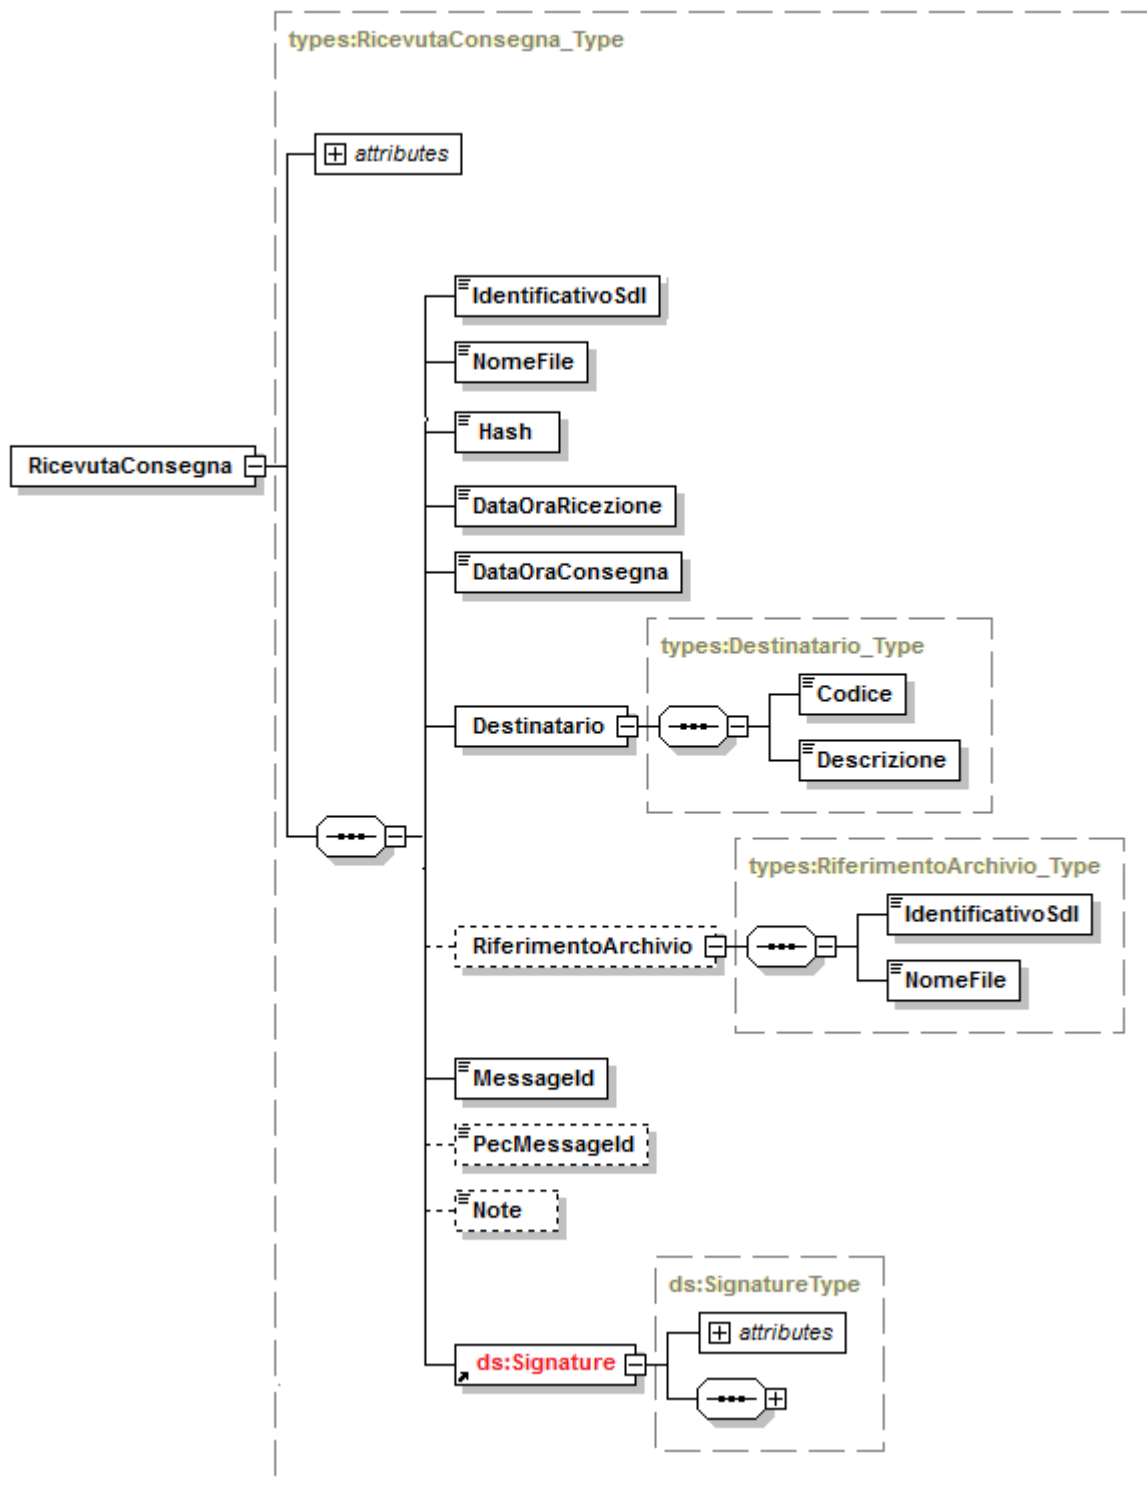 types:RicevutaConsegna_Type
attributes
IdentificativoSdI
NomeFile
Hash
RicevutaConsegna
DataOraRicezione
DataOraConsegna
types:Destinatario_Type
Codice
Destinatario
Descrizione
types:RiferimentoArchivio_Type
IdentificativoSdI
RiferimentoArchivio
NomeFile
MessageId
PecMessageId
Note
ds:SignatureType
attributes
ds:Signature